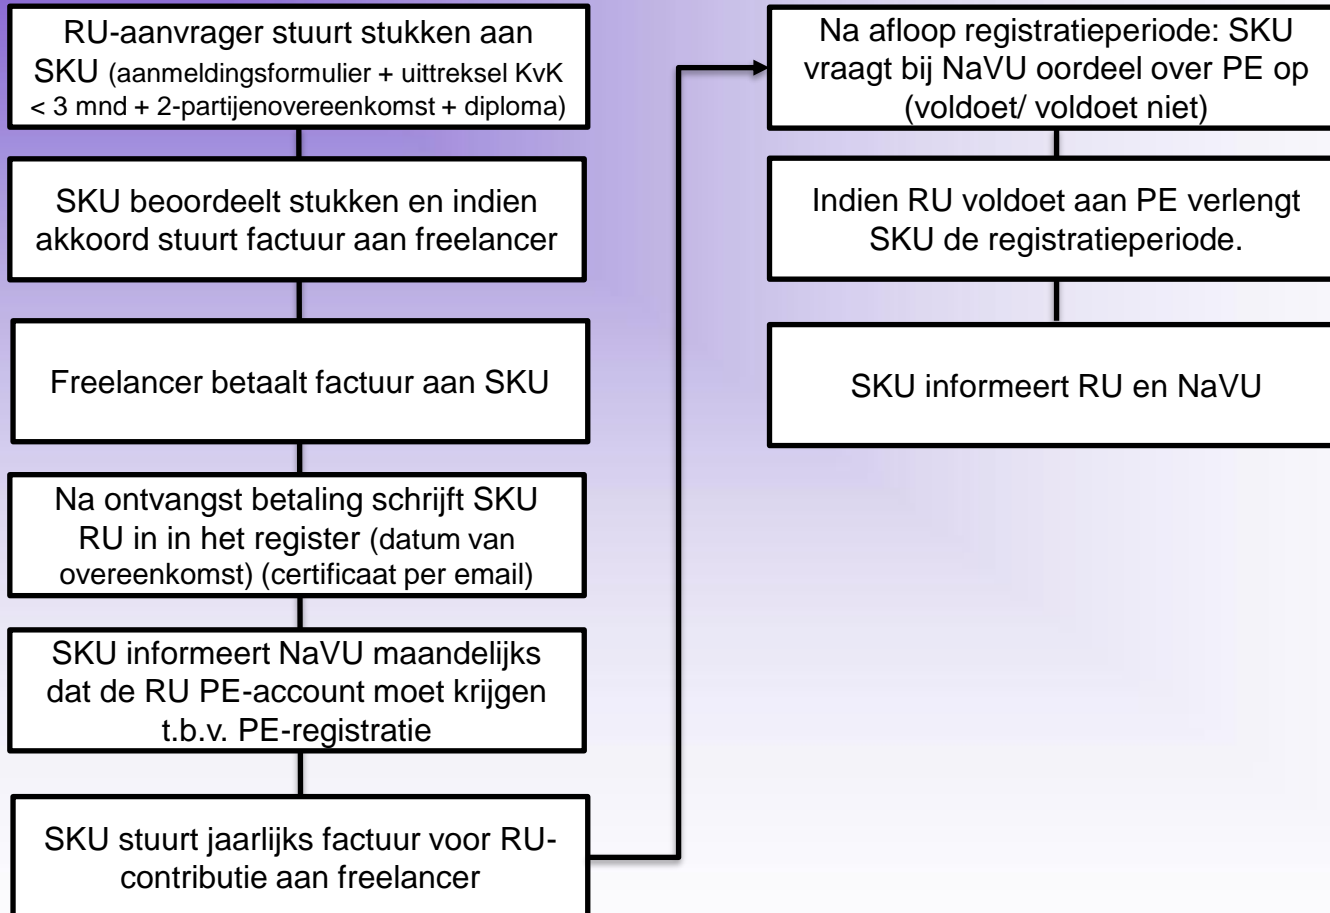 RU-aanvrager stuurt stukken aan
SKU (aanmeldingsformulier + uittreksel KvK
< 3 mnd + 2-partijenovereenkomst + diploma)
SKU beoordeelt stukken en indien
akkoord stuurt factuur aan freelancer
Freelancer betaalt factuur aan SKU
Na ontvangst betaling schrijft SKU
RU in in het register (datum van
overeenkomst) (certificaat per email)
SKU informeert NaVU maandelijks
dat de RU PE-account moet krijgen
t.b.v. PE-registratie
SKU stuurt jaarlijks factuur voor RU-
contributie aan freelancer
Na afloop registratieperiode: SKU
vraagt bij NaVU oordeel over PE op
(voldoet/ voldoet niet)
Indien RU voldoet aan PE verlengt
SKU de registratieperiode.
SKU informeert RU en NaVU